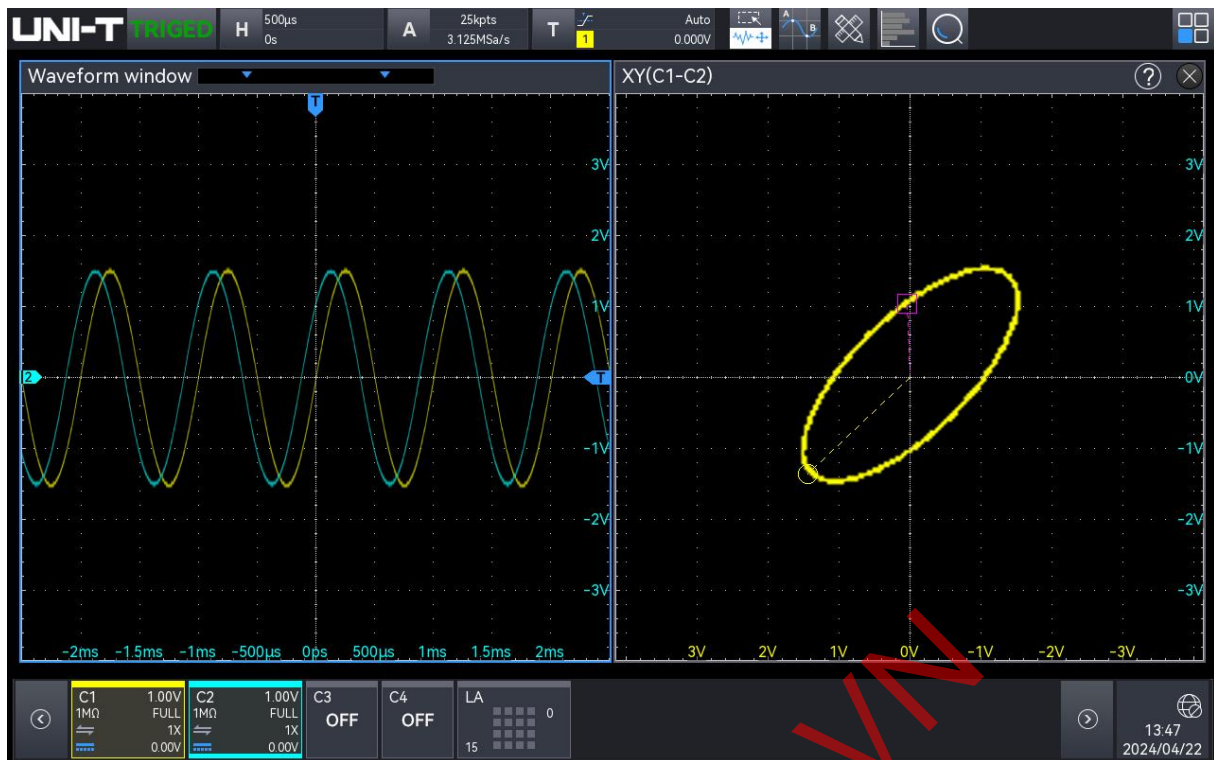 UNI-T TRIGED H 500µs 0s A 25kpts 3.125MSa/s T 1 Auto 0.000V A B
Waveform window
T
3V
2V
1V
2
T
-1V
-2V
-3V
-2ms -1.5ms -1ms -500µs 0ps 500µs 1ms 1.5ms 2ms
XY(C1-C2) ?
3V
2V
1V
0V
-1V
-2V
-3V
3V 2V 1V 0V -1V -2V -3V
C1 1.00V
1MΩ FULL
1X
0.00V
C2 1.00V
1MΩ FULL
1X
0.00V
C3
OFF
C4
OFF
LA
0
15
13:47
2024/04/22
VN